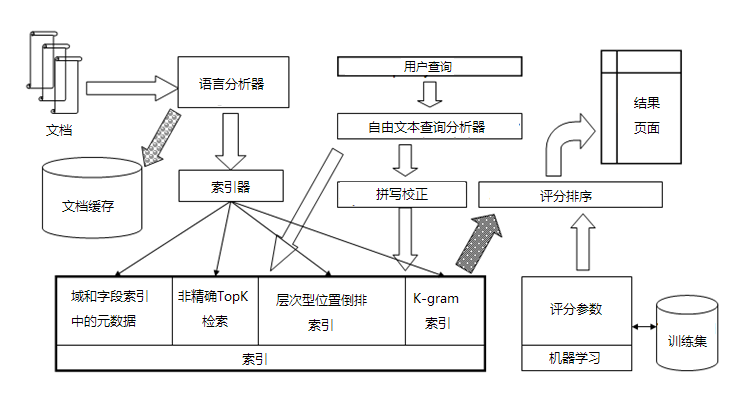 文档
语言分析器
用户查询
结果
页面
自由文本查询分析器
文档缓存
索引器
拼写校正
评分排序
域和字段索引
中的元数据
非精确TopK
检索
层次型位置倒排
索引
K-gram
索引
索引
评分参数
机器学习
训练集